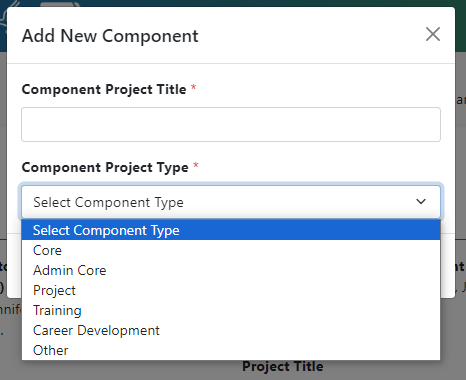 Add New Component
Component Project Title *
Component Project Type *
Select Component Type
Select Component Type
Core
Admin Core
Project
Training
Career Development
Other
Project Title